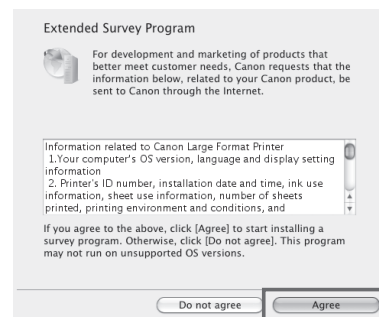 Extended Survey Program
For development and marketing of products that
better meet customer needs, Canon requests that the
information below, related to your Canon product, be
sent to Canon through the Internet.
Information related to Canon Large Format Printer
1.Your computer's OS version, language and display setting
information
2. Printer's ID number, installation date and time, ink use
information, sheet use information, number of sheets
printed, printing environment and conditions, and
If you agree to the above, click [Agree] to start installing a
survey program. Otherwise, click [Do not agree]. This program
may not run on unsupported OS versions.
Do not agree
Agree